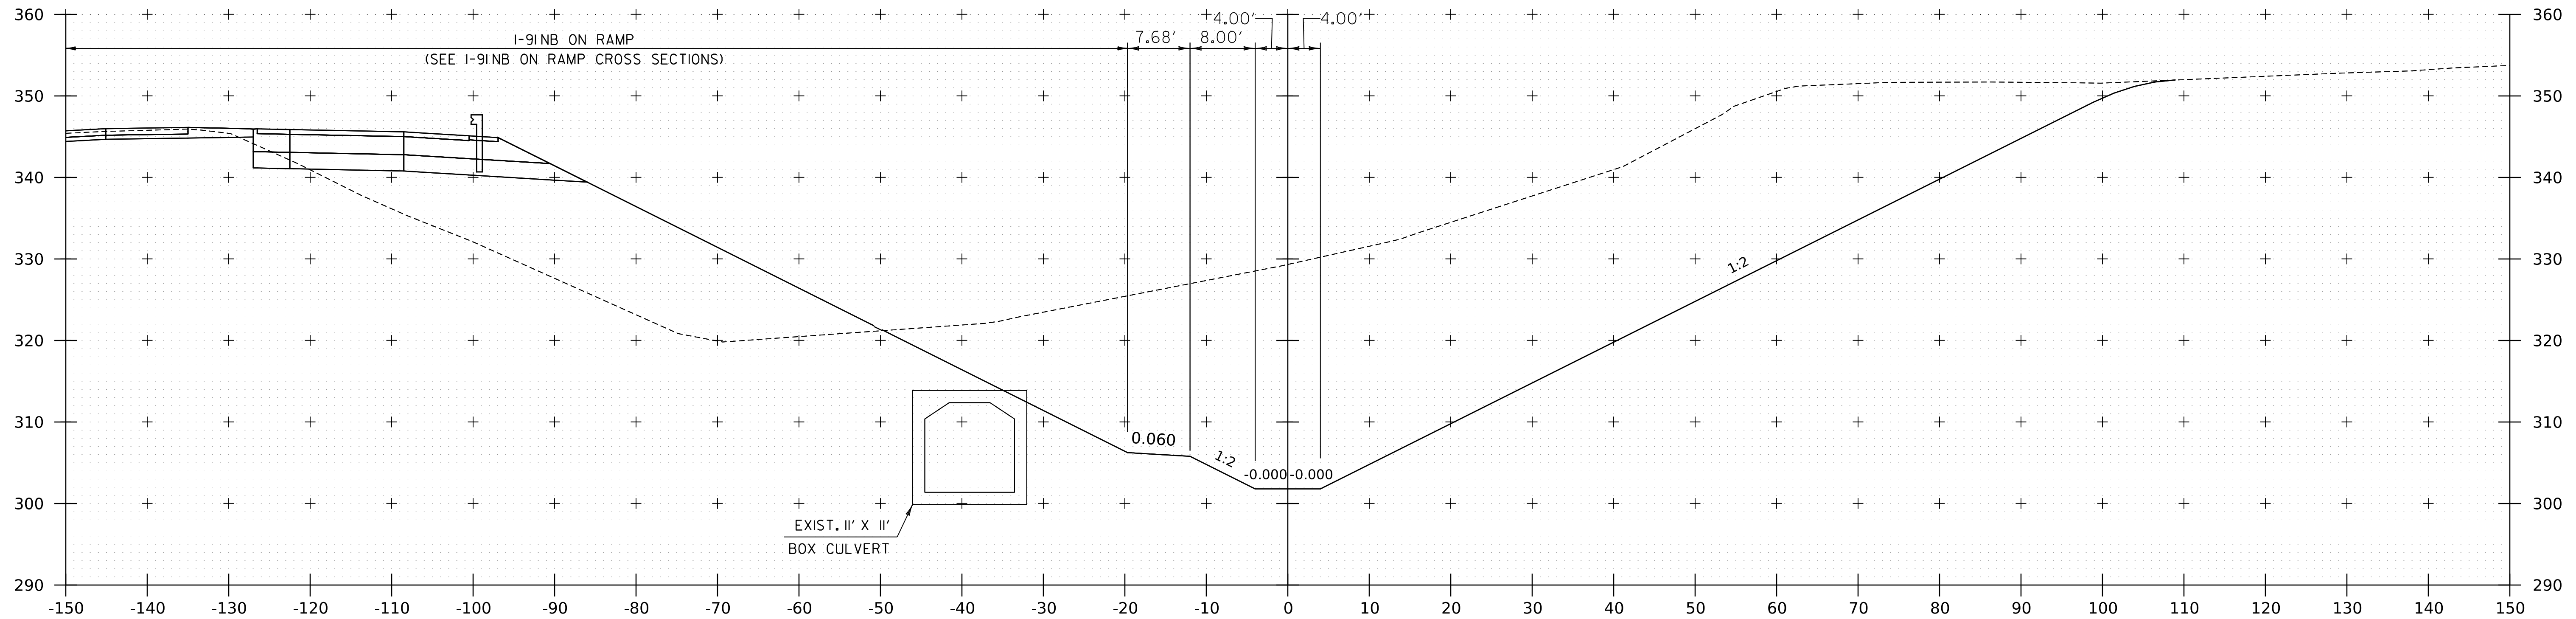 360 4.00' 4.00' 360
I-91NB ON RAMP 7.68' 8.00'
(SEE I-91NB ON RAMP CROSS SECTIONS)
350 350
340 340
330 1:2 330
320 320
310 310
0.060
1:2
-0.000 -0.000
300 300
EXIST. 11' X 11'
BOX CULVERT
290 290
-150 -140 -130 -120 -110 -100 -90 -80 -70 -60 -50 -40 -30 -20 -10 0 10 20 30 40 50 60 70 80 90 100 110 120 130 140 150